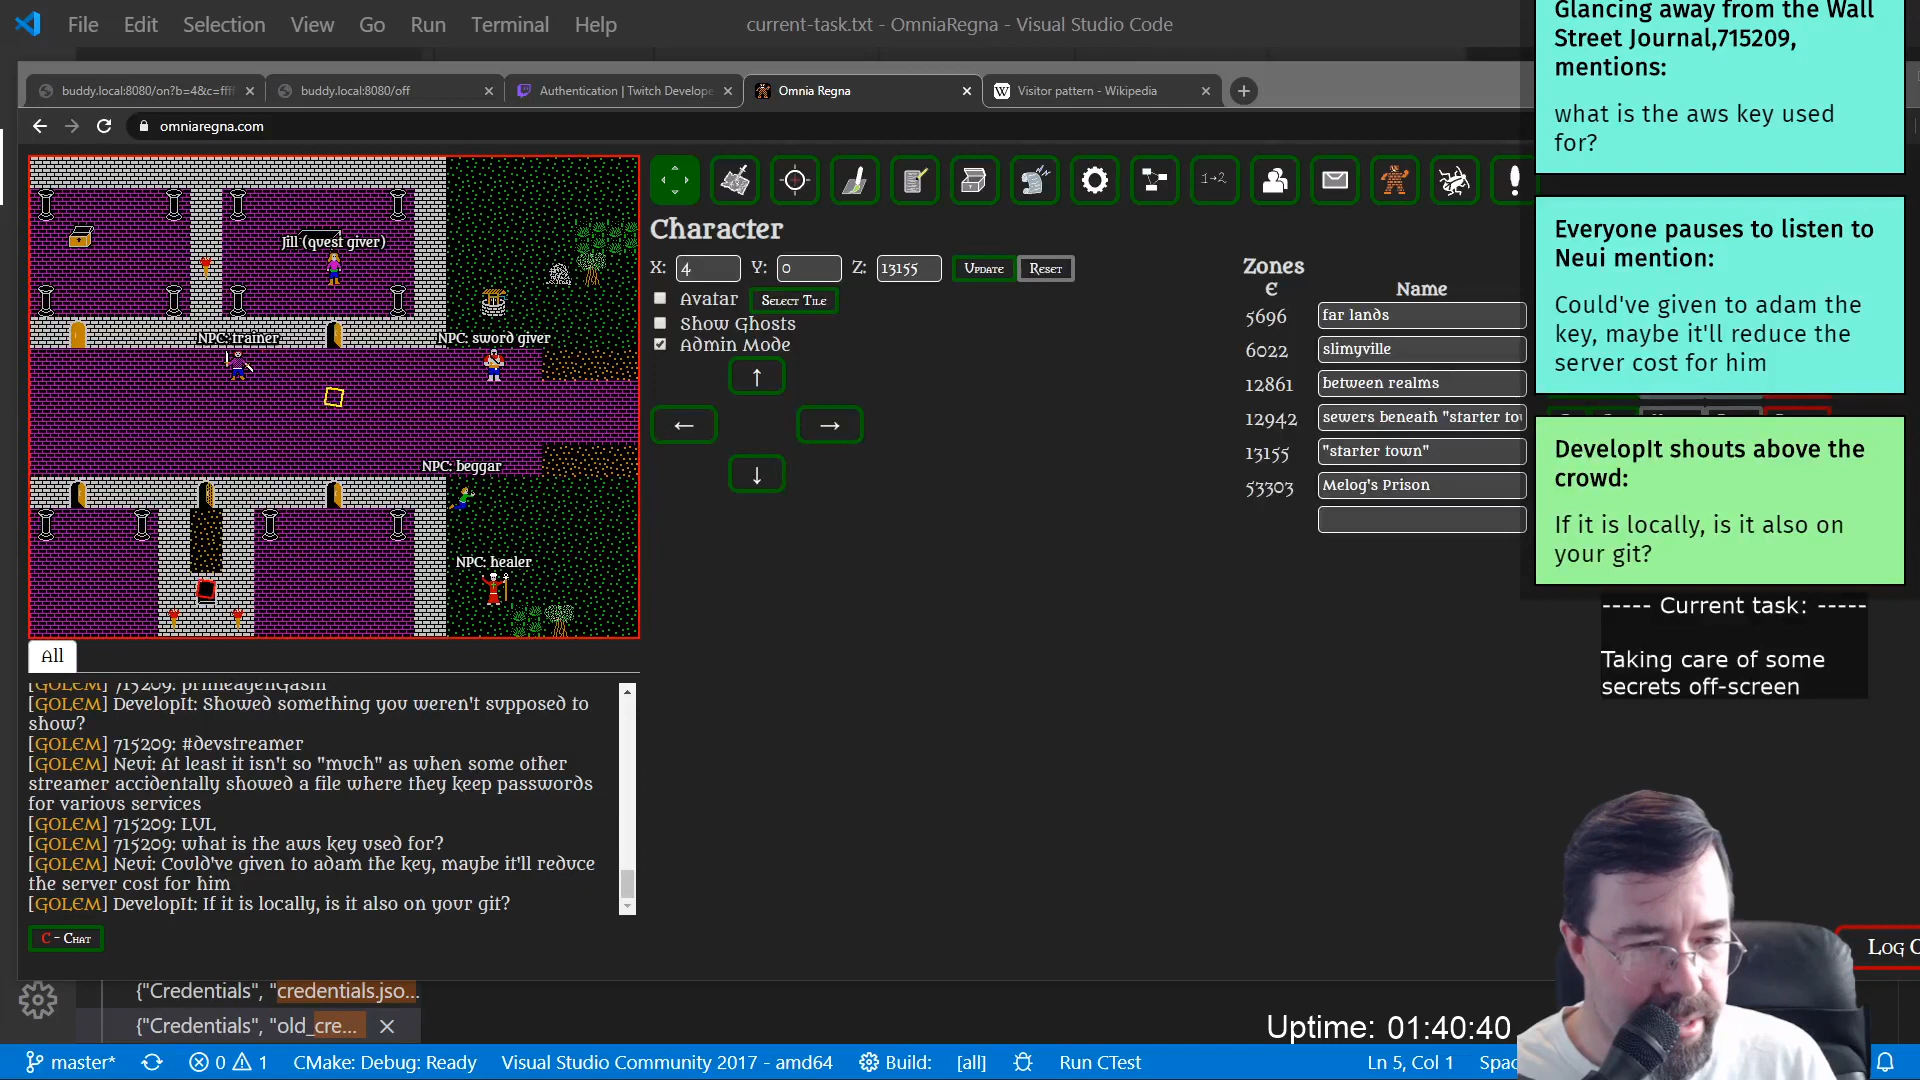 File Edit Selection View Go Run Terminal Help
current-task.txt - OmniaRegna - Visual Studio Code
buddy.local:8080/on?b=4&c=fff
buddy.local:8080/off
Authentication | Twitch Develope
Omnia Regna
Visitor pattern - Wikipedia
omniaregna.com
Jill (quest giver)
NPC: trainer
NPC: sword giver
NPC: beggar
NPC: healer
1→2
Character
X: 4 Y: 0 Z: 13155 Update Reset
Avatar Select Tile
Show Ghosts
Admin Mode
Zones
Name
5696 far lands
6022 slimyville
12861 between realms
12942 sewers beneath "starter to
13155 "starter town"
53303 Melog's Prison
All
[GOLEM] 715209: primeagenGasm
[GOLEM] DevelopIt: Showed something you weren't supposed to
show?
[GOLEM] 715209: #devstreamer
[GOLEM] Neui: At least it isn't so "much" as when some other
streamer accidentally showed a file where they keep passwords
for various services
[GOLEM] 715209: LUL
[GOLEM] 715209: what is the aws key used for?
[GOLEM] Neui: Could've given to adam the key, maybe it'll reduce
the server cost for him
[GOLEM] DevelopIt: If it is locally, is it also on your git?
C - Chat
Glancing away from the Wall
Street Journal,715209,
mentions:
what is the aws key used
for?
Everyone pauses to listen to
Neui mention:
Could've given to adam the
key, maybe it'll reduce the
server cost for him
DevelopIt shouts above the
crowd:
If it is locally, is it also on
your git?
----- Current task: -----
Taking care of some
secrets off-screen
Log
{"Credentials", "credentials.jso...
{"Credentials", "old_cre...
Uptime: 01:40:40
master* 0 1 CMake: Debug: Ready Visual Studio Community 2017 - amd64 Build: [all] Run CTest Ln 5, Col 1 Spac